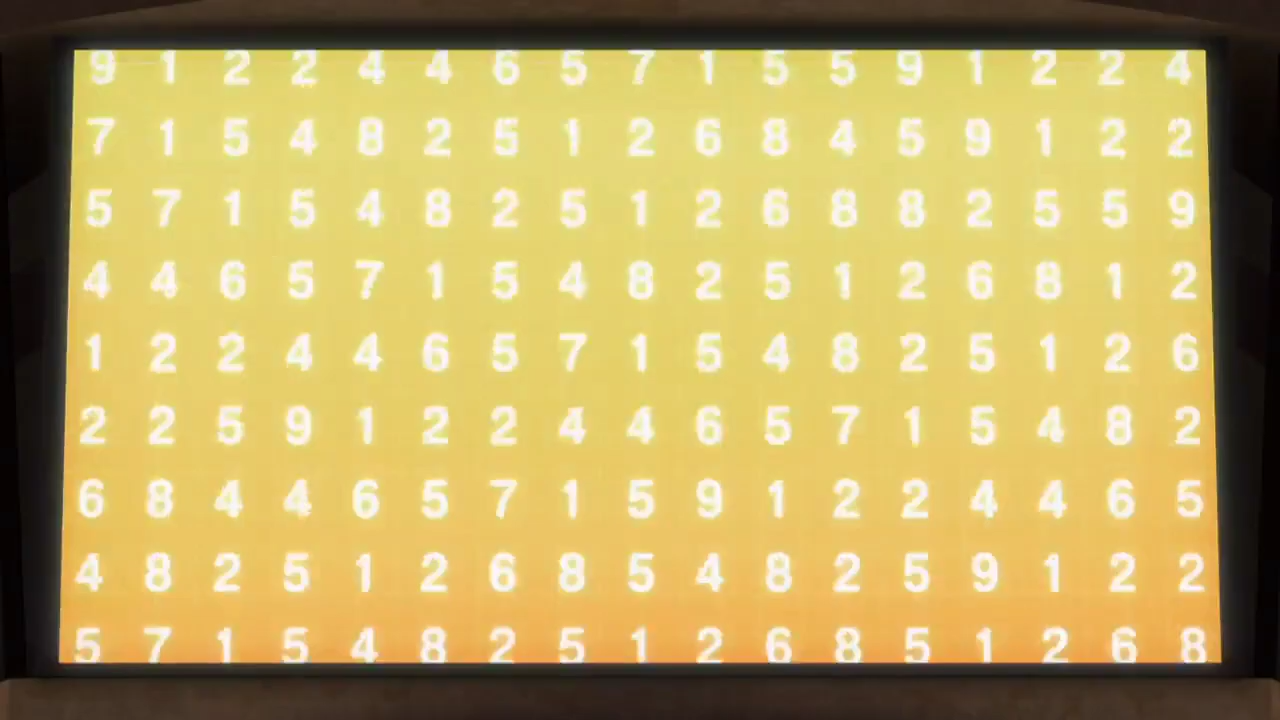 9 1 2 2 4 4 6 5 7 1 5 5 9 1 2 2 4
7 1 5 4 8 2 5 1 2 6 8 4 5 9 1 2 2
5 7 1 5 4 8 2 5 1 2 6 8 8 2 5 5 9
4 4 6 5 7 1 5 4 8 2 5 1 2 6 8 1 2
1 2 2 4 4 6 5 7 1 5 4 8 2 5 1 2 6
2 2 5 9 1 2 2 4 4 6 5 7 1 5 4 8 2
6 8 4 4 6 5 7 1 5 9 1 2 2 4 4 6 5
4 8 2 5 1 2 6 8 5 4 8 2 5 9 1 2 2
5 7 1 5 4 8 2 5 1 2 6 8 5 1 2 6 8